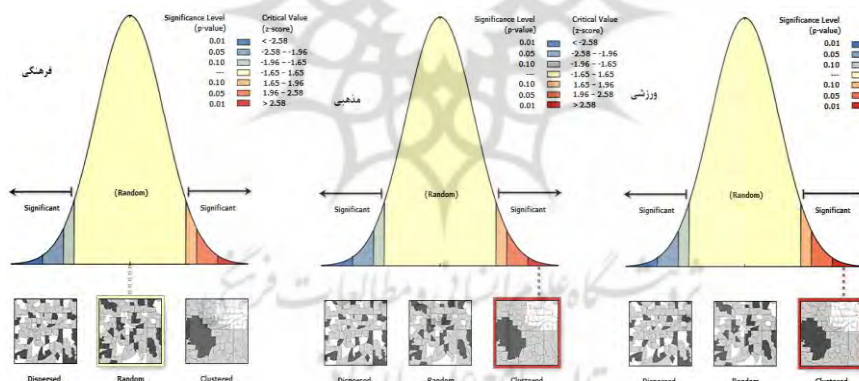 Significance Level (p-value) Critical Value (z-score)
0.01 < -2.58
0.05 -2.58 - -1.96
0.10 -1.96 - -1.65
--- -1.65 - 1.65
0.10 1.65 - 1.96
0.05 1.96 - 2.58
0.01 > 2.58
فرهنگی
(Random)
Significant Significant
Dispersed Random Clustered
Significance Level (p-value) Critical Value (z-score)
0.01 < -2.58
0.05 -2.58 - -1.96
0.10 -1.96 - -1.65
--- -1.65 - 1.65
0.10 1.65 - 1.96
0.05 1.96 - 2.58
0.01 > 2.58
مذهبی
(Random)
Significant Significant
Dispersed Random Clustered
Significance Level (p-value)
0.01
0.05
0.10
---
0.10
0.05
0.01
ورزشی
(Random)
Significant Significant
Dispersed Random Clustered
پژوهشگاه علوم انسانی و مطالعات فرهنگی